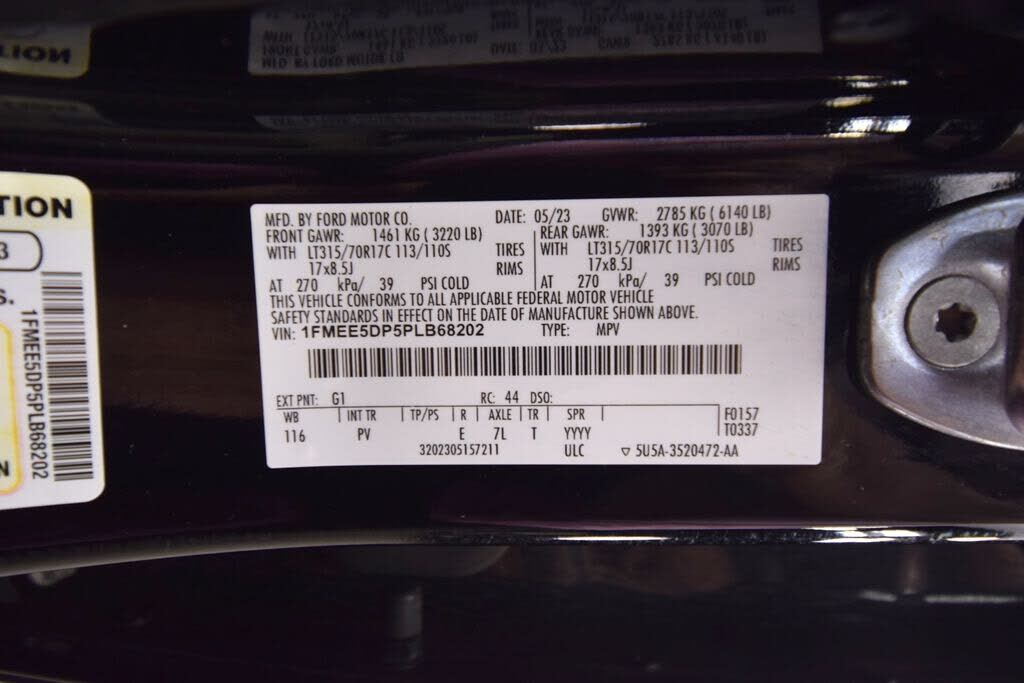 MFD. BY FORD MOTOR CO. DATE: 05/23 GVWR: 2785 KG ( 6140 LB)
FRONT GAWR: 1461 KG ( 3220 LB) REAR GAWR: 1393 KG ( 3070 LB)
WITH LT315/70R17C 113/110S TIRES WITH LT315/70R17C 113/110S TIRES
17x8.5J RIMS 17x8.5J RIMS
AT 270 kPa/ 39 PSI COLD AT 270 kPa/ 39 PSI COLD
THIS VEHICLE CONFORMS TO ALL APPLICABLE FEDERAL MOTOR VEHICLE
SAFETY STANDARDS IN EFFECT ON THE DATE OF MANUFACTURE SHOWN ABOVE.
VIN: 1FMEE5DP5PLB68202 TYPE: MPV
EXT PNT: G1 RC: 44 DSO:
WB INT TR TP/PS R AXLE TR SPR F0157
116 PV E 7L T YYYY T0337
3202305157211 ULC ▽ 5U5A-3520472-AA
TION
3
S.
1FMEE5DP5PLB68202
N